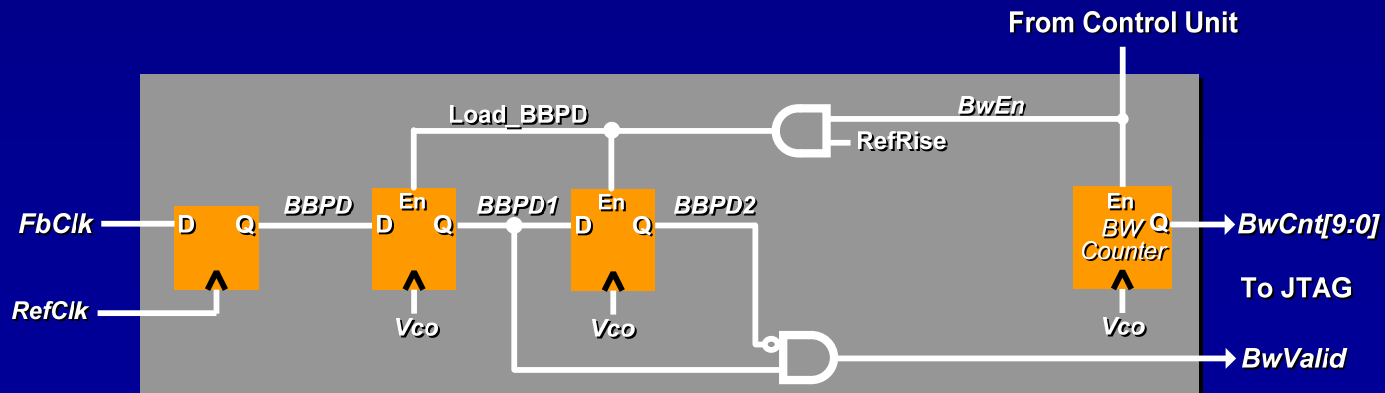 From Control Unit
Load_BBPD
BwEn
RefRise
FbClk
D
Q
BBPD
En
D
Q
BBPD1
En
D
Q
BBPD2
En
BW
Q
Counter
BwCnt[9:0]
RefClk
Vco
Vco
Vco
To JTAG
BwValid